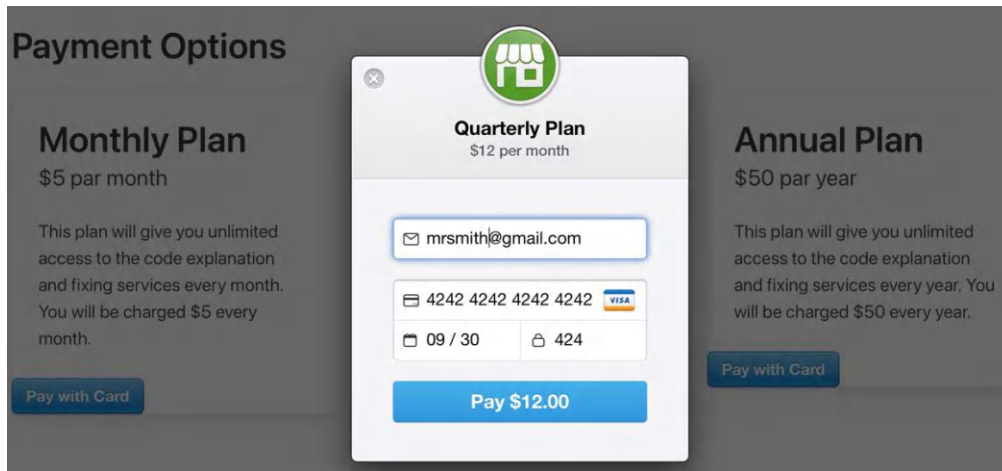 Payment Options
Monthly Plan
$5 par month
This plan will give you unlimited
access to the code explanation
and fixing services every month.
You will be charged $5 every
month.
Pay with Card
Quarterly Plan
$12 per month
mrsmith@gmail.com
4242 4242 4242 4242 VISA
09 / 30 424
Pay $12.00
Annual Plan
$50 par year
This plan will give you unlimited
access to the code explanation
and fixing services every year. You
will be charged $50 every year.
Pay with Card